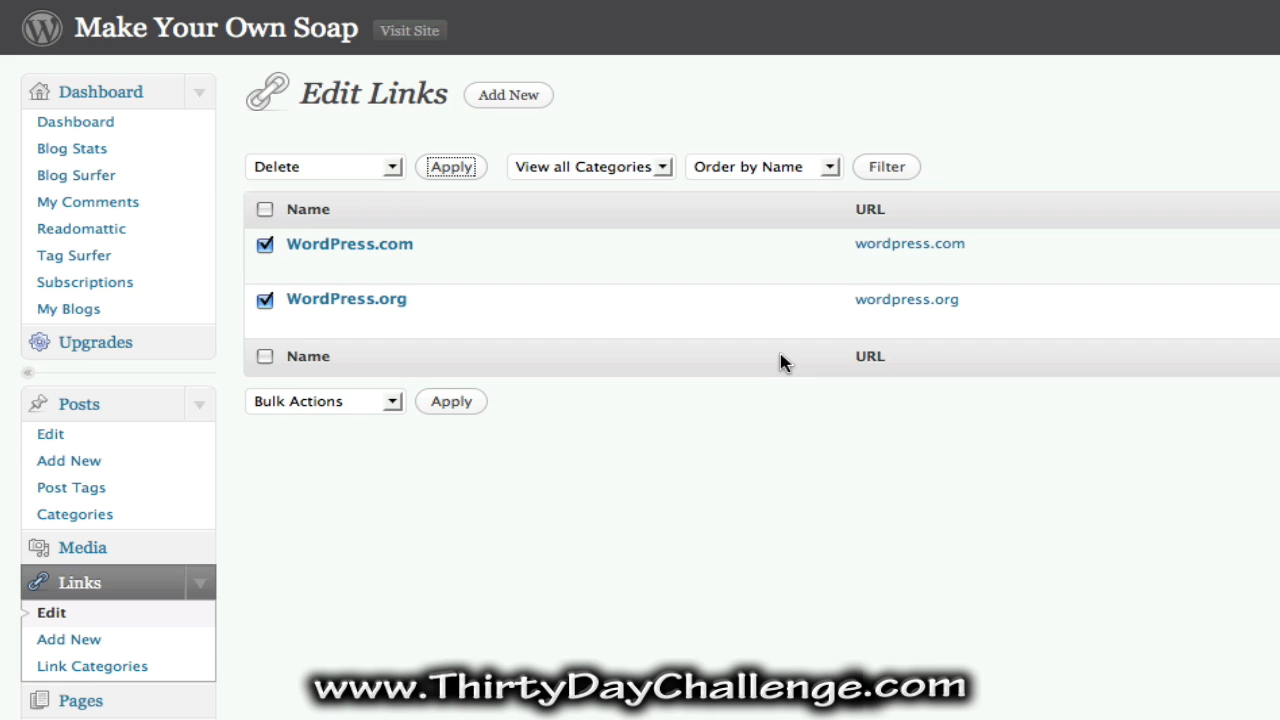 Make Your Own Soap Visit Site
Dashboard
Dashboard
Blog Stats
Blog Surfer
My Comments
Readomattic
Tag Surfer
Subscriptions
My Blogs
Upgrades
Posts
Edit
Add New
Post Tags
Categories
Media
Links
Edit
Add New
Link Categories
Pages
Edit Links Add New
Delete Apply View all Categories Order by Name Filter
Name URL
WordPress.com wordpress.com
WordPress.org wordpress.org
Name URL
Bulk Actions Apply
www.ThirtyDayChallenge.com